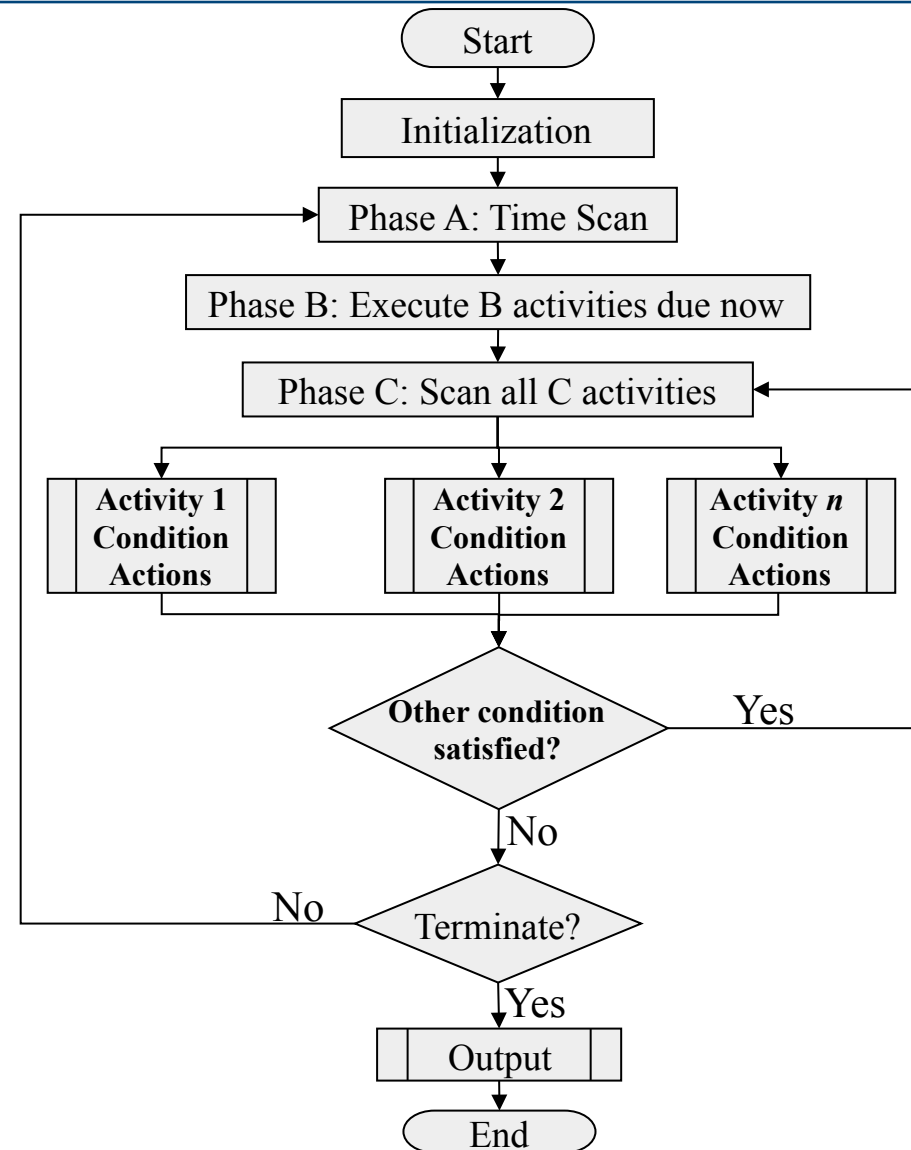 Start
Initialization
Phase A: Time Scan
Phase B: Execute B activities due now
Phase C: Scan all C activities
Activity 1
Condition
Actions
Activity 2
Condition
Actions
Activity n
Condition
Actions
Other condition
satisfied?
Yes
No
Terminate?
No
Yes
Output
End